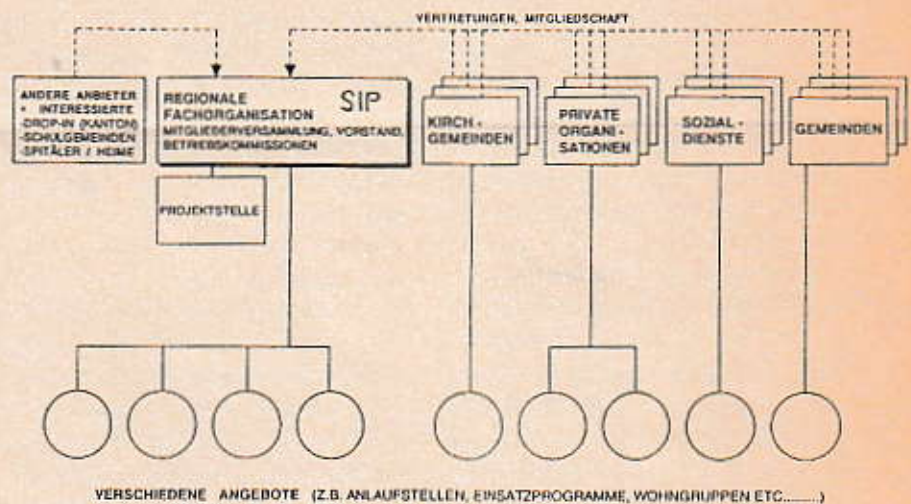 VERTRETUNGEN, MITGLIEDSCHAFT
ANDERE ANBIETER
+ INTERESSIERTE
-DROP-IN (KANTON)
-SCHULGEMEINDEN
-SPITÄLER / HEIME
REGIONALE SIP
FACHORGANISATION
MITGLIEDERVERSAMMLUNG, VORSTAND,
BETRIEBSKOMMISSIONEN
PROJEKTSTELLE
KIRCH-
GEMEINDEN
PRIVATE
ORGANI-
SATIONEN
SOZIAL-
DIENSTE
GEMEINDEN
VERSCHIEDENE ANGEBOTE (Z.B. ANLAUFSTELLEN, EINSATZPROGRAMME, WOHNGRUPPEN ETC.........)